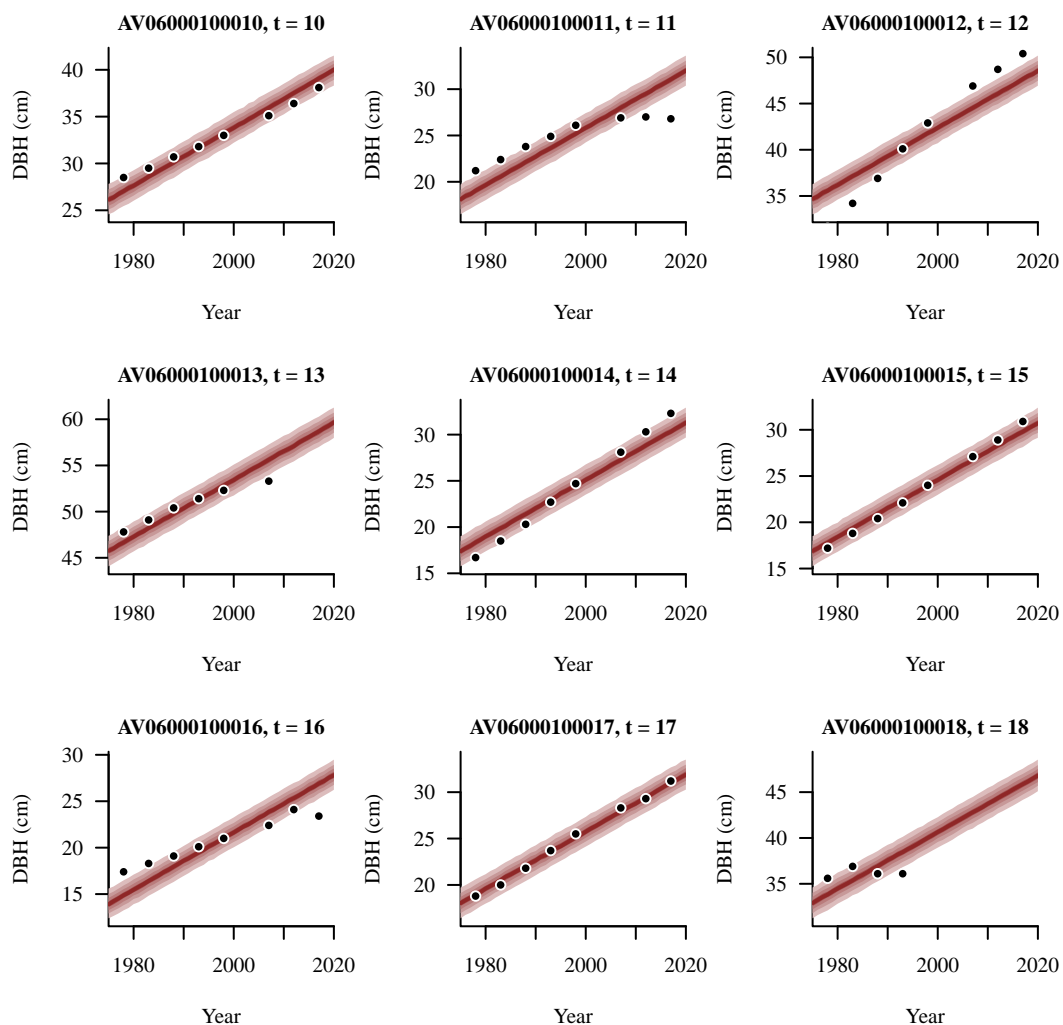 AV06000100010, t = 10
AV06000100011, t = 11
AV06000100012, t = 12
DBH (cm)
40
35
30
25
1980
2000
2020
Year
DBH (cm)
30
25
20
1980
2000
2020
Year
DBH (cm)
50
45
40
35
1980
2000
2020
Year
AV06000100013, t = 13
AV06000100014, t = 14
AV06000100015, t = 15
DBH (cm)
60
55
50
45
1980
2000
2020
Year
DBH (cm)
30
25
20
15
1980
2000
2020
Year
DBH (cm)
30
25
20
15
1980
2000
2020
Year
AV06000100016, t = 16
AV06000100017, t = 17
AV06000100018, t = 18
DBH (cm)
30
25
20
15
1980
2000
2020
Year
DBH (cm)
30
25
20
1980
2000
2020
Year
DBH (cm)
45
40
35
1980
2000
2020
Year